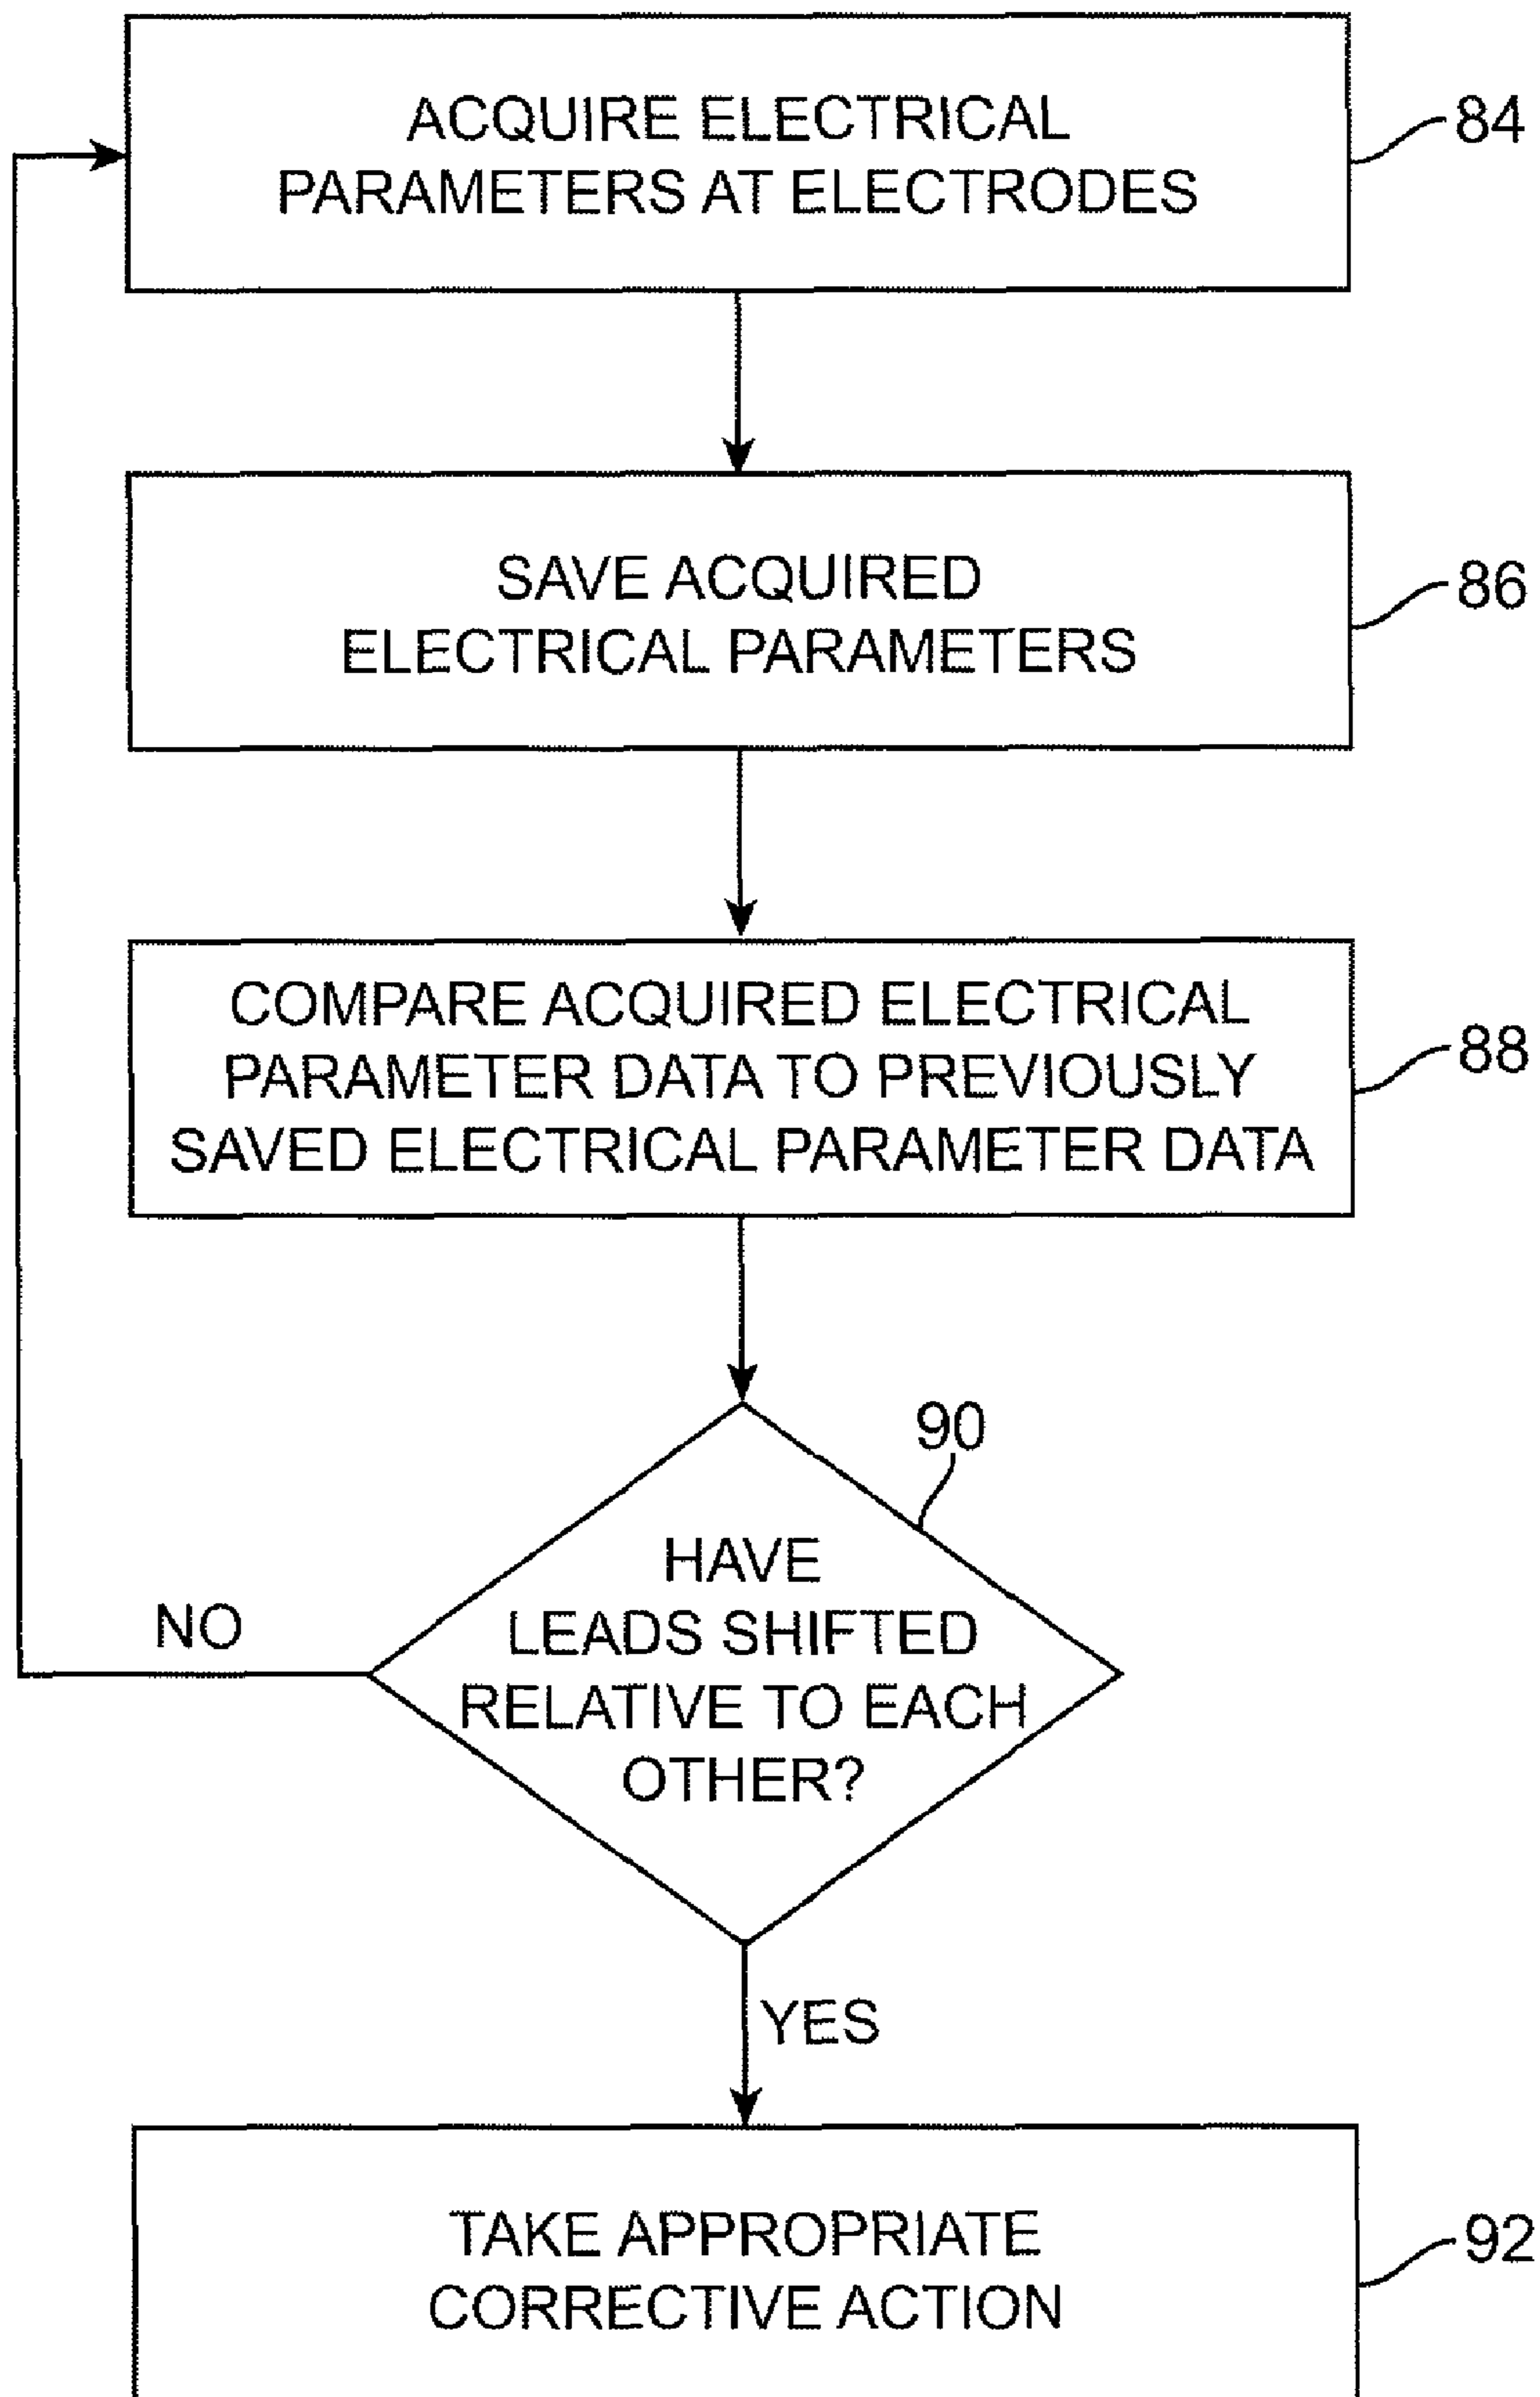 ACQUIRE ELECTRICAL
PARAMETERS AT ELECTRODES
84
SAVE ACQUIRED
ELECTRICAL PARAMETERS
86
COMPARE ACQUIRED ELECTRICAL
PARAMETER DATA TO PREVIOUSLY
SAVED ELECTRICAL PARAMETER DATA
88
90
HAVE
LEADS SHIFTED
RELATIVE TO EACH
OTHER?
NO
YES
TAKE APPROPRIATE
CORRECTIVE ACTION
92